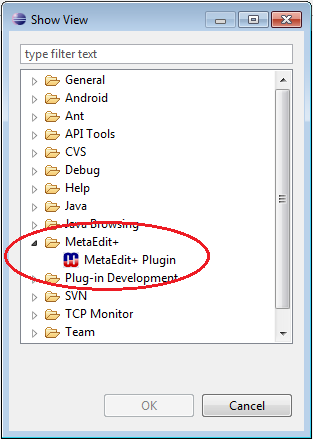 Show View
type filter text
General
Android
Ant
API Tools
CVS
Debug
Help
Java
Java Browsing
MetaEdit+
MetaEdit+ Plugin
Plug-in Development
SVN
TCP Monitor
Team
OK
Cancel